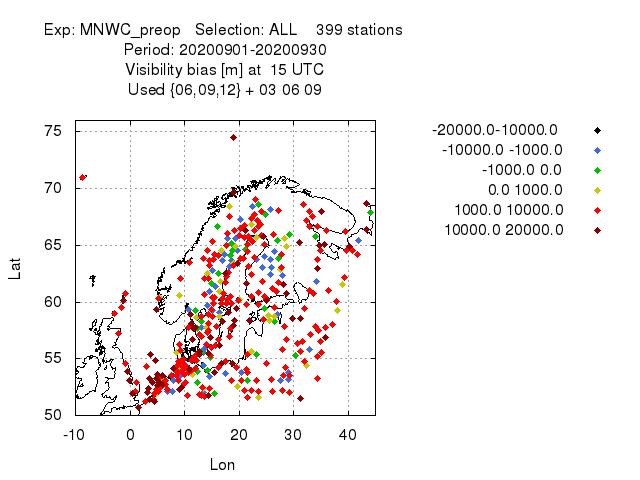 Exp: MNWC_preop   Selection: ALL    399 stations
Period: 20200901-20200930
Visibility bias [m] at  15 UTC
Used {06,09,12} + 03 06 09
-20000.0-10000.0
-10000.0 -1000.0
-1000.0 0.0
0.0 1000.0
1000.0 10000.0
10000.0 20000.0
75
70
65
60
55
50
Lat
-10 0 10 20 30 40
Lon